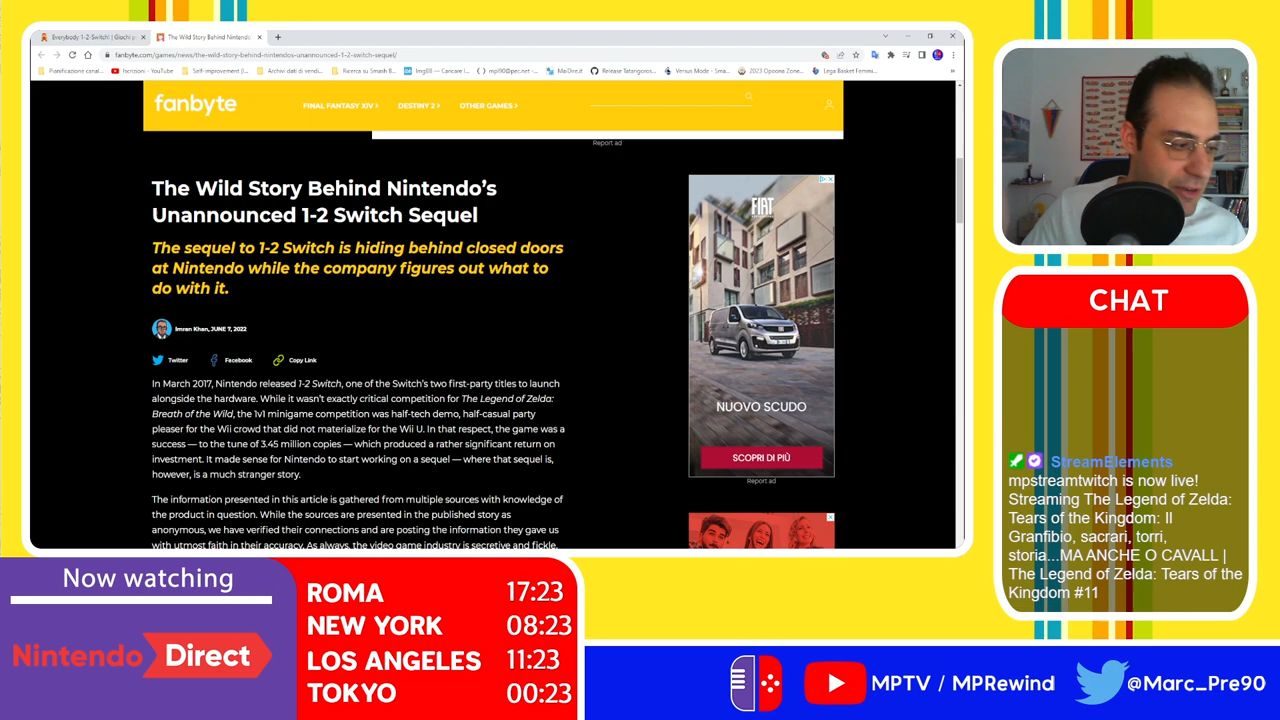 Everybody 1-2-Switch! | Giochi p
The Wild Story Behind Nintendo
fanbyte.com/games/news/the-wild-story-behind-nintendos-unannounced-1-2-switch-sequel/
Iscrizioni - YouTube
Self-improvement (I
Archivi dati di vendi...
Ricerca su Smash B
Img8B — Caricare I...
mpi90@pec.net -
Mai-Dire.it
Release Tatangoros...
Versus Mode - Sma...
2023 Oppoma Zone...
Lega Basket Femmi...
fanbyte
FINAL FANTASY XIV
DESTINY 2
OTHER GAMES
Report ad
The Wild Story Behind Nintendo's
Unannounced 1-2 Switch Sequel
The sequel to 1-2 Switch is hiding behind closed doors
at Nintendo while the company figures out what to
do with it.
Imran Khan, JUNE 7, 2022
Twitter
Facebook
Copy Link
In March 2017, Nintendo released 1-2 Switch, one of the Switch's two first-party titles to launch
alongside the hardware. While it wasn't exactly critical competition for The Legend of Zelda:
Breath of the Wild, the 1v1 minigame competition was half-tech demo, half-casual party
pleaser for the Wii crowd that did not materialize for the Wii U. In that respect, the game was a
success — to the tune of 3.45 million copies — which produced a rather significant return on
investment. It made sense for Nintendo to start working on a sequel — where that sequel is,
however, is a much stranger story.
The information presented in this article is gathered from multiple sources with knowledge of
the product in question. While the sources are presented in the published story as
anonymous, we have verified their connections and are posting the information they gave us
with utmost faith in their accuracy. As always, the video game industry is secretive and fickle,
FIAT
NUOVO SCUDO
SCOPRI DI PIÙ
Report ad
CHAT
StreamElements
mpstreamtwitch is now live!
Streaming The Legend of Zelda:
Tears of the Kingdom: Il
Granfibio, sacrari, torri,
storia...MA ANCHE O CAVALL |
The Legend of Zelda: Tears of the
Kingdom #11
Now watching
Nintendo Direct
ROMA 17:23
NEW YORK 08:23
LOS ANGELES 11:23
TOKYO 00:23
MPTV / MPRewind
@Marc_Pre90